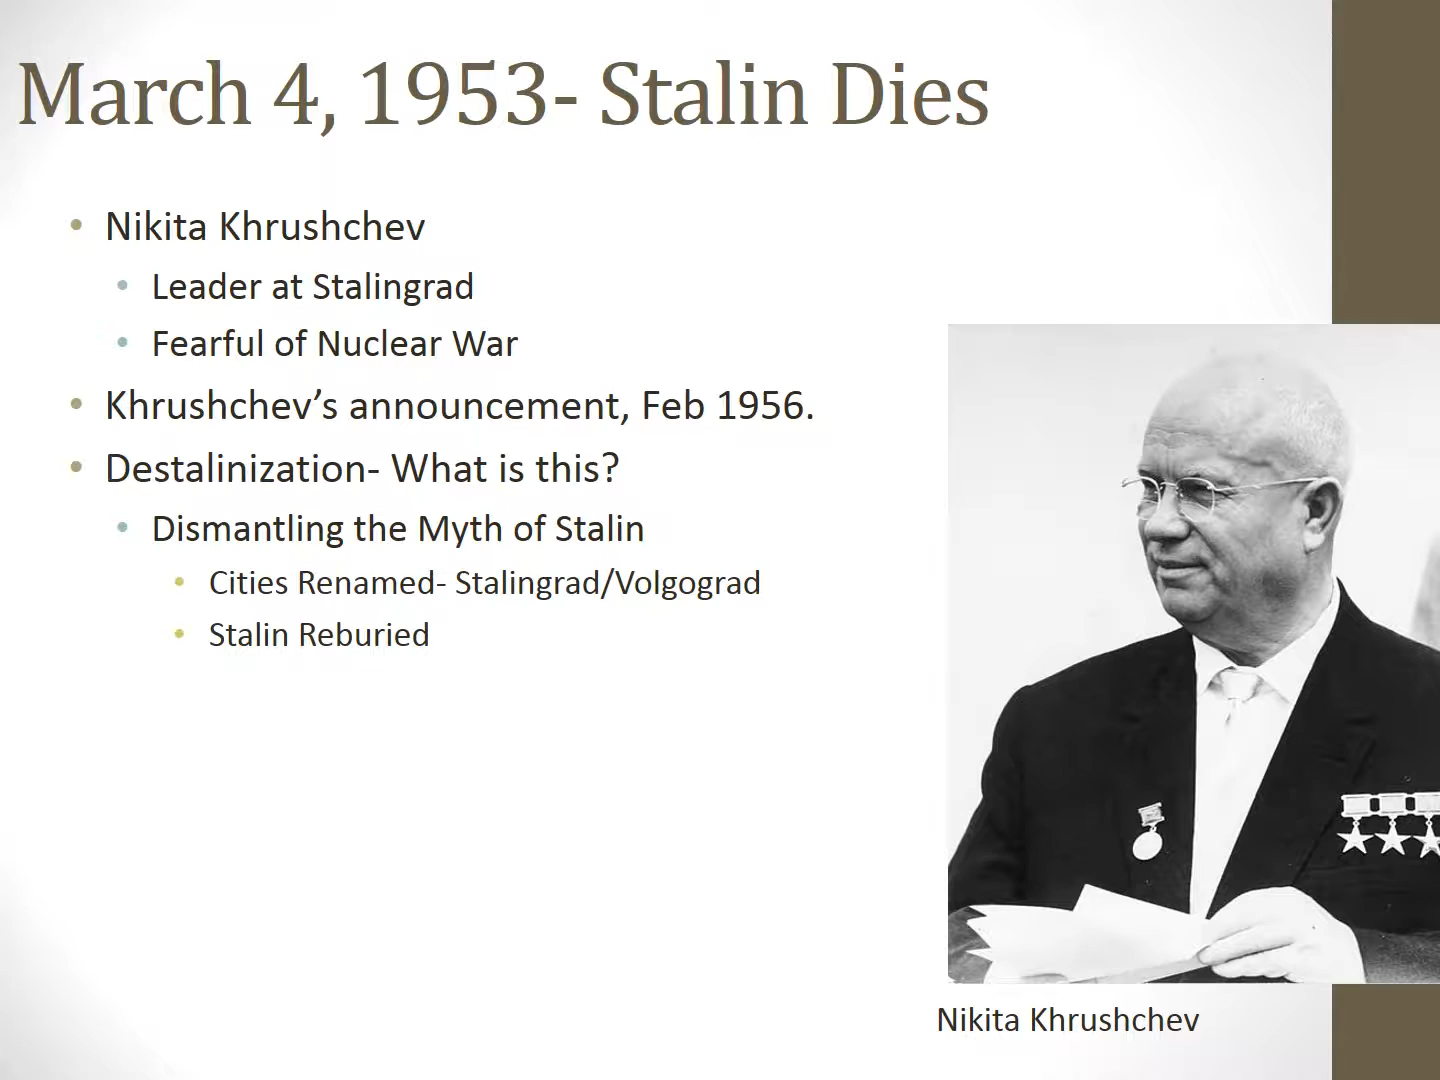 March 4, 1953- Stalin Dies
• Nikita Khrushchev
• Leader at Stalingrad
• Fearful of Nuclear War
• Khrushchev’s announcement, Feb 1956.
• Destalinization- What is this?
• Dismantling the Myth of Stalin
• Cities Renamed- Stalingrad/Volgograd
• Stalin Reburied
Nikita Khrushchev